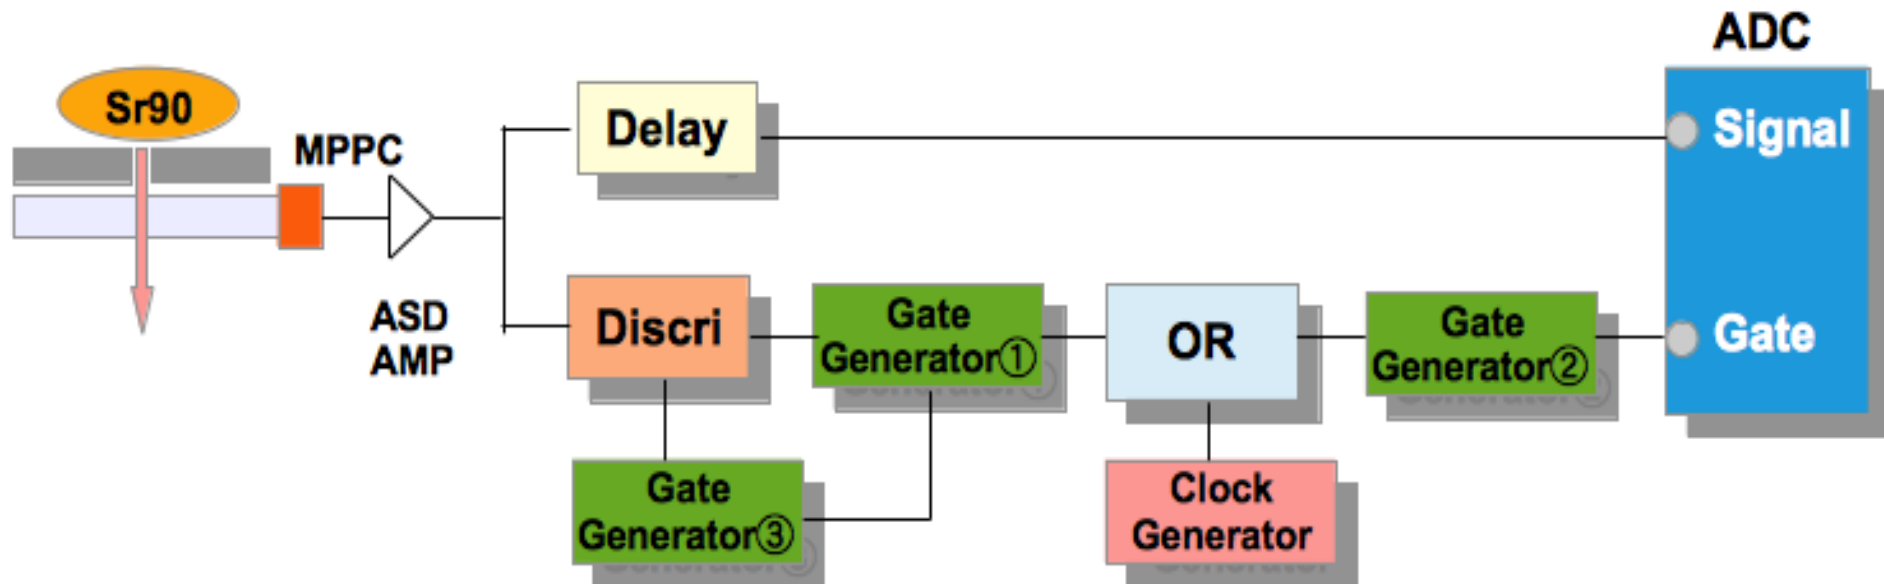 ADC
Sr90
MPPC
Delay
Signal
ASD
AMP
Discri
Gate
Generator①
OR
Gate
Generator②
Gate
Gate
Generator③
Clock
Generator